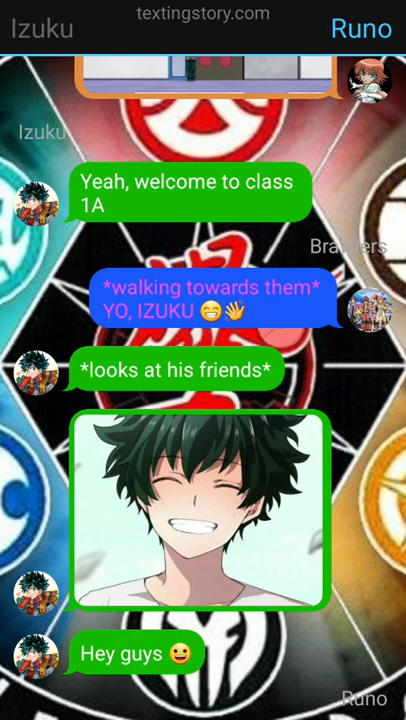 textingstory.com
Izuku
Runo
Izuku
Yeah, welcome to class
1A
*walking towards them*
YO, IZUKU 😁👋
*looks at his friends*
Hey guys 😀
Runo